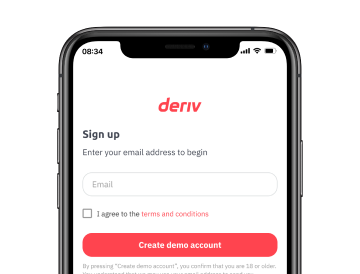 08:34
deriv
Sign up
Enter your email address to begin
Email
I agree to the terms and conditions
Create demo account
By pressing "Create demo account", you confirm that you are 18 or older.